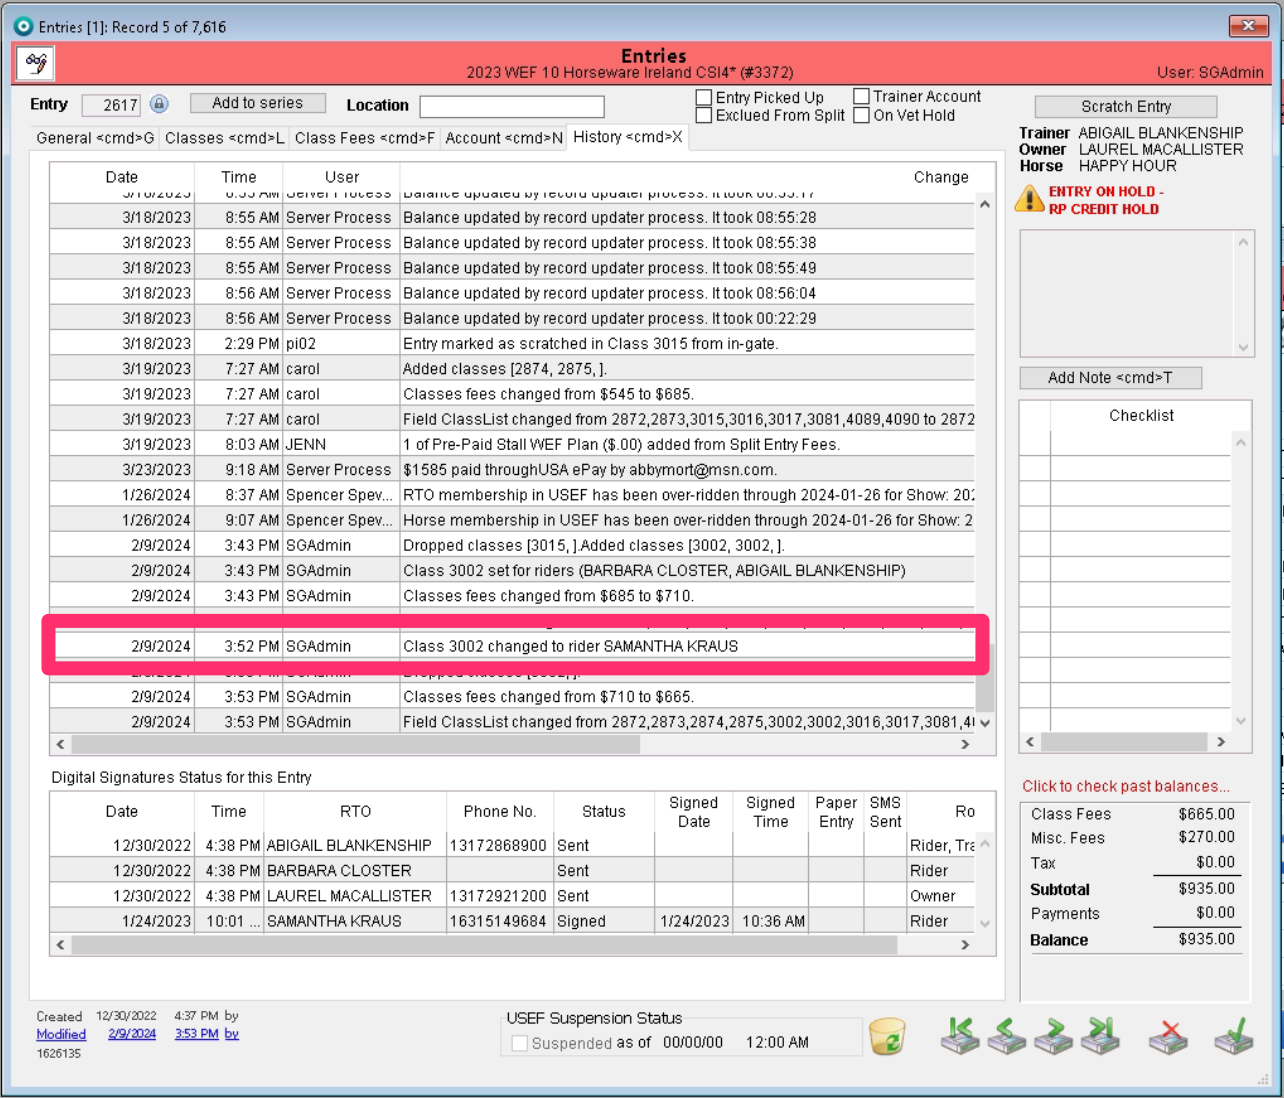 Entries [1]: Record 5 of 7,616
Entries
2023 WEF 10 Horseware Ireland CSI4* (#3372)
User: SGAdmin
Entry 2617 Add to series Location
Entry Picked Up
Trainer Account
Exclued From Split
On Vet Hold
Scratch Entry
General <cmd>G Classes <cmd>L Class Fees <cmd>F Account <cmd>N History <cmd>X
Trainer ABIGAIL BLANKENSHIP
Owner LAUREL MACALLISTER
Horse HAPPY HOUR
ENTRY ON HOLD -
RP CREDIT HOLD
Add Note <cmd>T
Checklist
Date Time User Change
Server Process Balance updated by record updater process. It took
3/18/2023 8:55 AM Server Process Balance updated by record updater process. It took 08:55:28
3/18/2023 8:55 AM Server Process Balance updated by record updater process. It took 08:55:38
3/18/2023 8:55 AM Server Process Balance updated by record updater process. It took 08:55:49
3/18/2023 8:56 AM Server Process Balance updated by record updater process. It took 08:56:04
3/18/2023 8:56 AM Server Process Balance updated by record updater process. It took 00:22:29
3/18/2023 2:29 PM pi02 Entry marked as scratched in Class 3015 from in-gate.
3/19/2023 7:27 AM carol Added classes [2874, 2875, ].
3/19/2023 7:27 AM carol Classes fees changed from $545 to $685.
3/19/2023 7:27 AM carol Field ClassList changed from 2872,2873,3015,3016,3017,3081,4089,4090 to 2872
3/19/2023 8:03 AM JENN 1 of Pre-Paid Stall WEF Plan ($.00) added from Split Entry Fees.
3/23/2023 9:18 AM Server Process $1585 paid throughUSA ePay by abbymort@msn.com.
1/26/2024 8:37 AM Spencer Spev... RTO membership in USEF has been over-ridden through 2024-01-26 for Show: 202
1/26/2024 9:07 AM Spencer Spev... Horse membership in USEF has been over-ridden through 2024-01-26 for Show: 2
2/9/2024 3:43 PM SGAdmin Dropped classes [3015, ].Added classes [3002, 3002, ].
2/9/2024 3:43 PM SGAdmin Class 3002 set for riders (BARBARA CLOSTER, ABIGAIL BLANKENSHIP)
2/9/2024 3:43 PM SGAdmin Classes fees changed from $685 to $710.
2/9/2024 3:52 PM SGAdmin Class 3002 changed to rider SAMANTHA KRAUS
2/9/2024 3:53 PM SGAdmin Classes fees changed from $710 to $665.
2/9/2024 3:53 PM SGAdmin Field ClassList changed from 2872,2873,2874,2875,3002,3002,3016,3017,3081,4
Digital Signatures Status for this Entry
Date Time RTO Phone No. Status Signed Date Signed Time Paper Entry SMS Sent Ro
12/30/2022 4:38 PM ABIGAIL BLANKENSHIP 13172868900 Sent Rider, Tra
12/30/2022 4:38 PM BARBARA CLOSTER Sent Rider
12/30/2022 4:38 PM LAUREL MACALLISTER 13172921200 Sent Owner
1/24/2023 10:01 ... SAMANTHA KRAUS 16315149684 Signed 1/24/2023 10:36 AM Rider
Click to check past balances...
Class Fees $665.00
Misc. Fees $270.00
Tax $0.00
Subtotal $935.00
Payments $0.00
Balance $935.00
Created 12/30/2022 4:37 PM by
Modified 2/9/2024 3:53 PM by
1626135
USEF Suspension Status
Suspended as of 00/00/00 12:00 AM